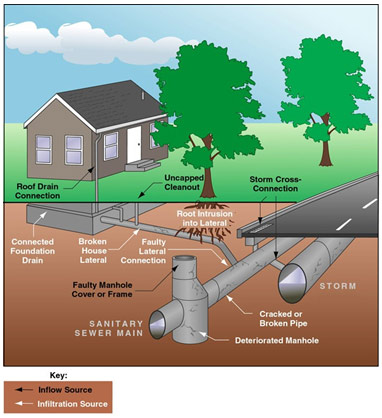 Roof Drain
Connection
Uncapped
Cleanout
Storm Cross-
Connection
Root Intrusion
into Lateral
Connected
Foundation
Drain
Broken
House
Lateral
Faulty
Lateral
Connection
Faulty Manhole
Cover or Frame
STORM
SANITARY
SEWER MAIN
Cracked or
Broken Pipe
Deteriorated Manhole
Key:
Inflow Source
Infiltration Source